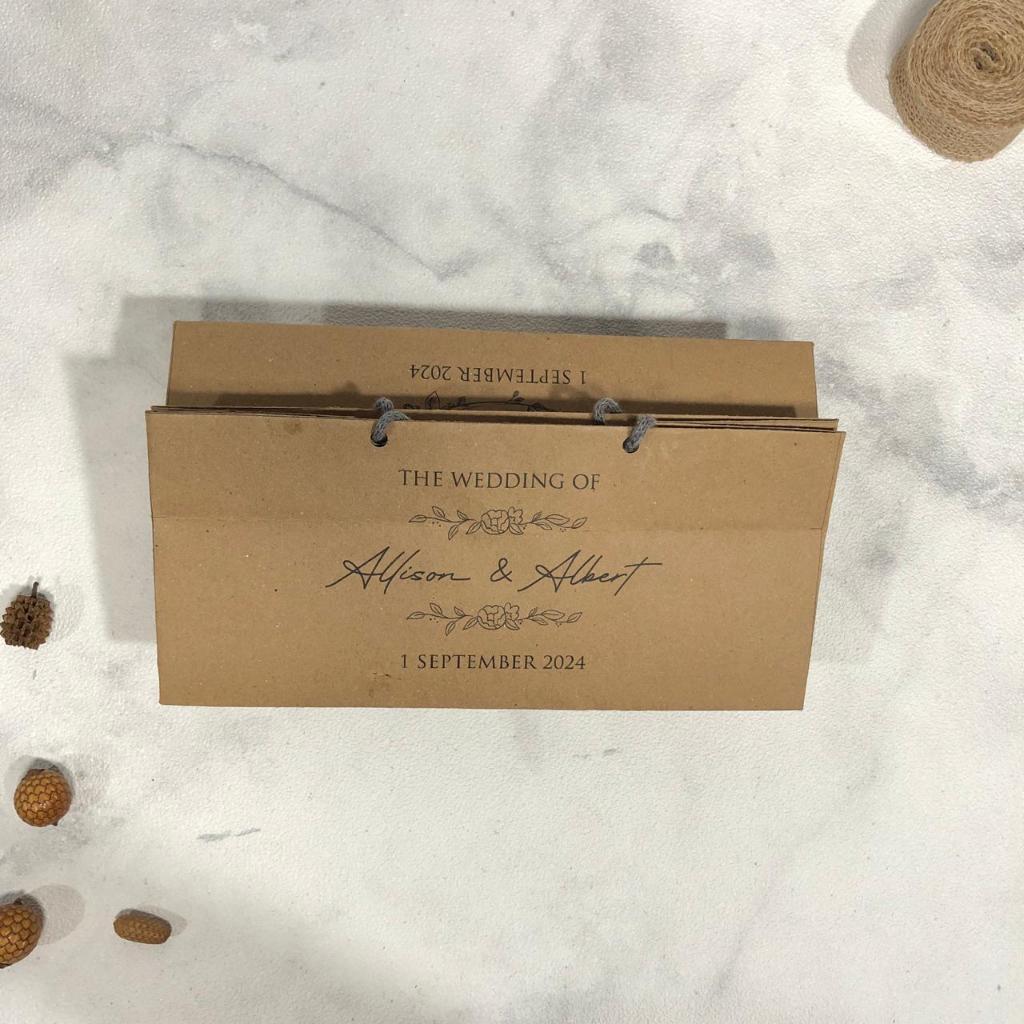 1 SEPTEMBER 2024
THE WEDDING OF
Allison & Albert
1 SEPTEMBER 2024